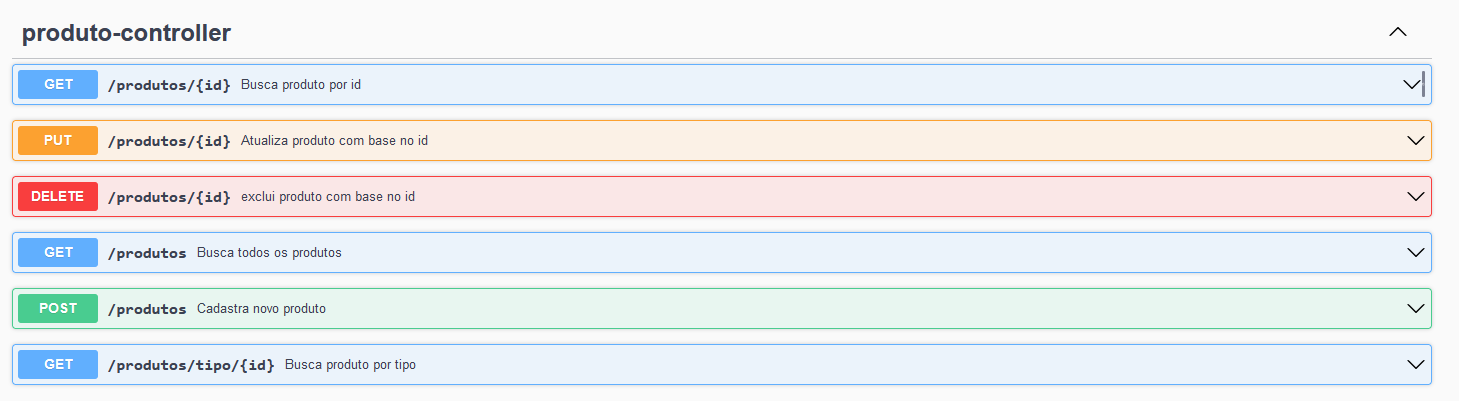 produto-controller
GET /produtos/{id} Busca produto por id
PUT /produtos/{id} Atualiza produto com base no id
DELETE /produtos/{id} exclui produto com base no id
GET /produtos Busca todos os produtos
POST /produtos Cadastra novo produto
GET /produtos/tipo/{id} Busca produto por tipo